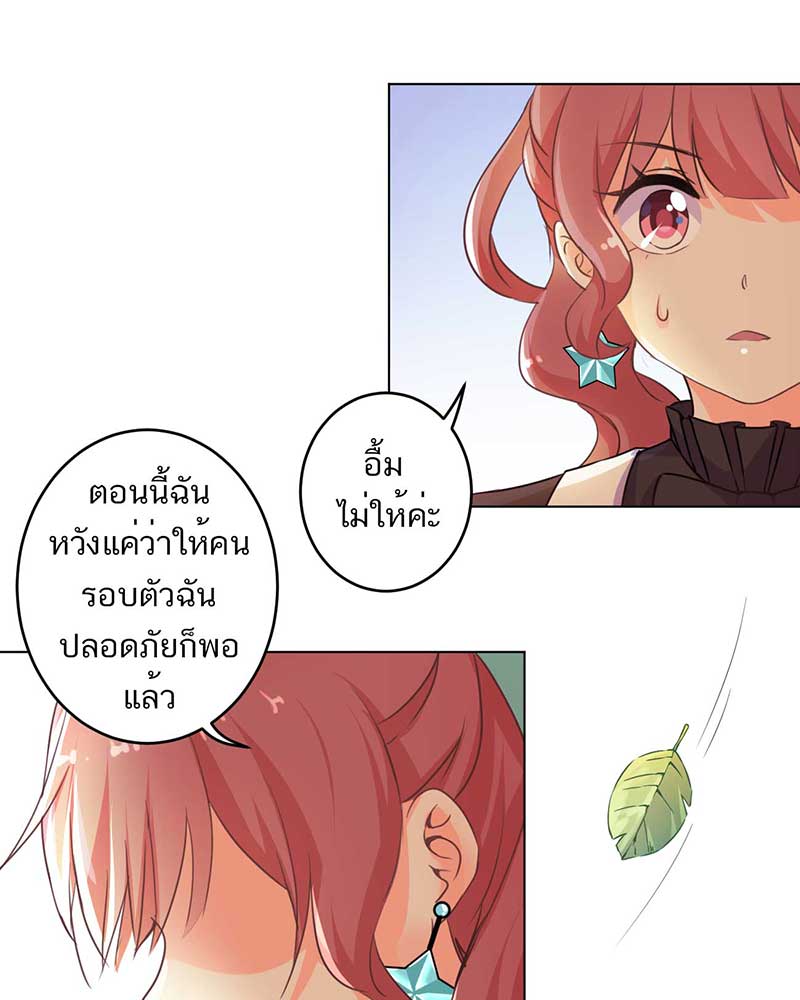 อื้ม
ไม่ให้ค่ะ
ตอนนี้ฉัน
หวังแค่ว่าให้คน
รอบตัวฉัน
ปลอดภัยก็พอ
แล้ว